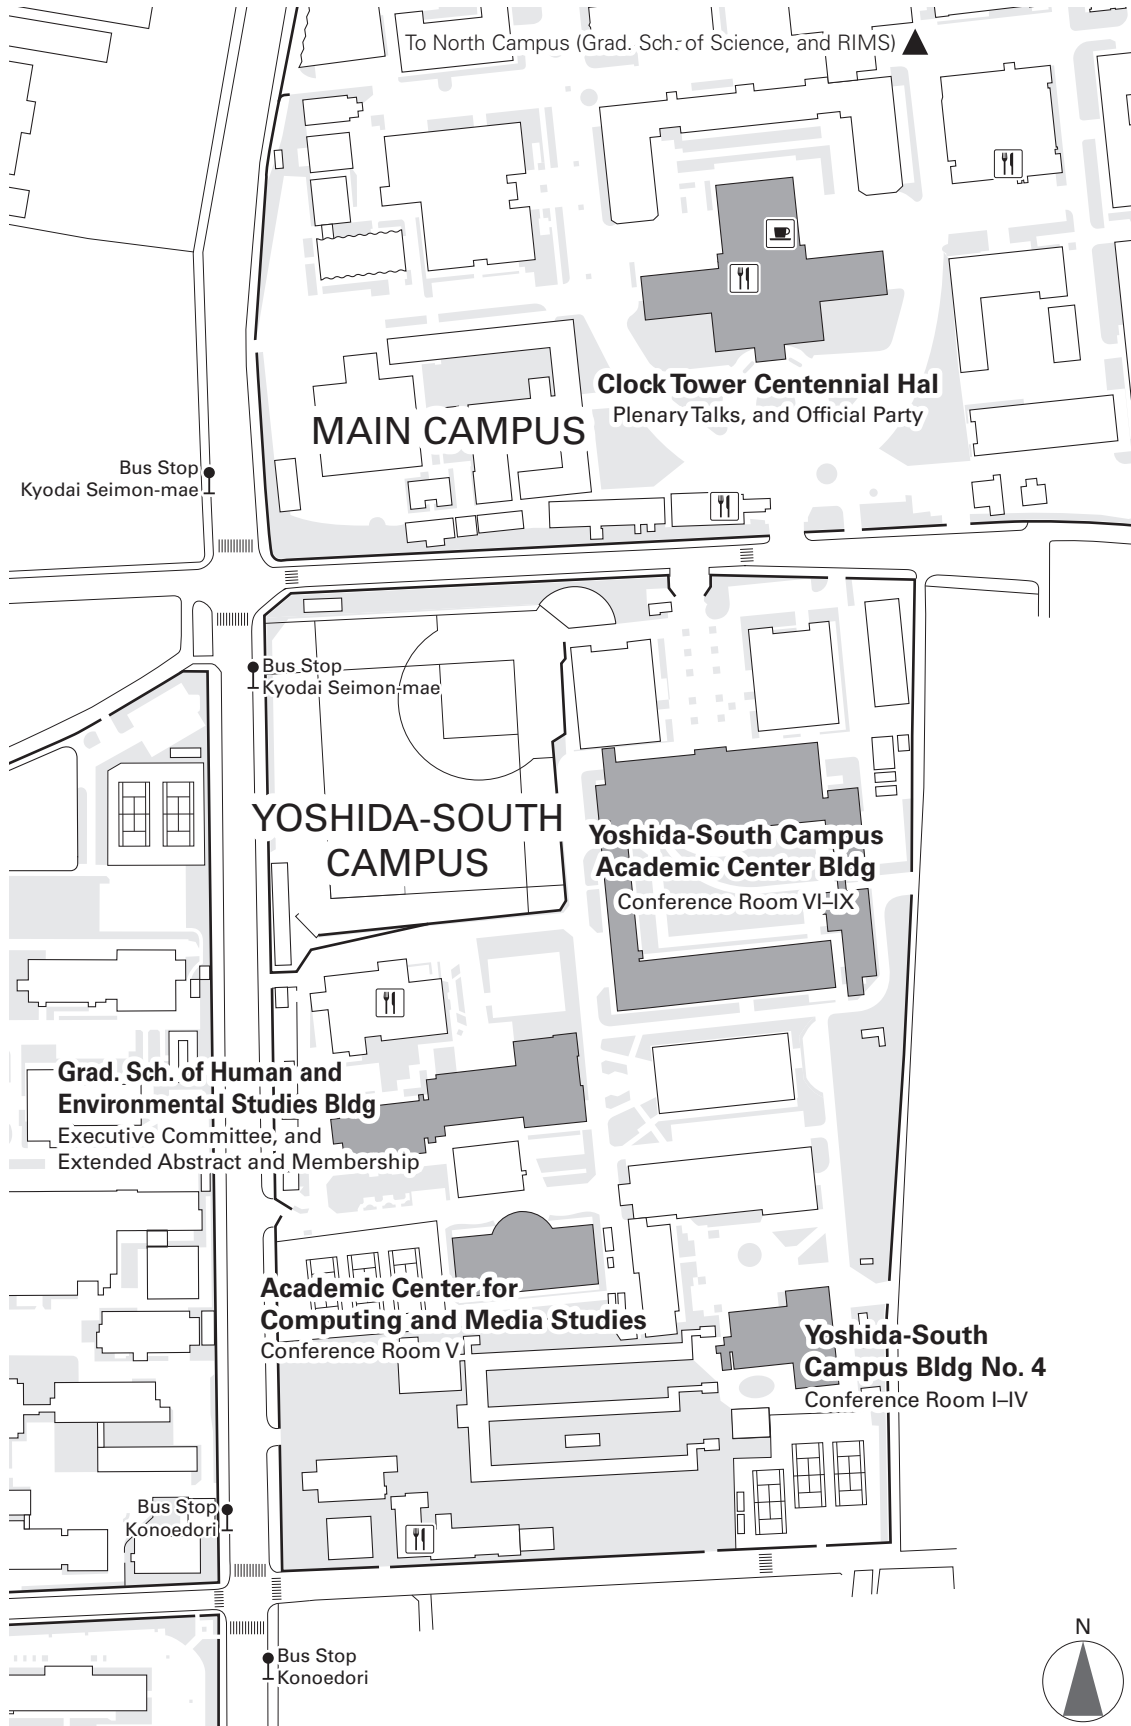 To North Campus (Grad. Sch. of Science, and RIMS)
Clock Tower Centennial Hal
Plenary Talks, and Official Party
MAIN CAMPUS
Bus Stop
Kyodai Seimon-mae
Bus Stop
Kyodai Seimon-mae
YOSHIDA-SOUTH
CAMPUS
Yoshida-South Campus
Academic Center Bldg
Conference Room VI–IX
Grad. Sch. of Human and
Environmental Studies Bldg
Executive Committee, and
Extended Abstract and Membership
Academic Center for
Computing and Media Studies
Conference Room V
Yoshida-South
Campus Bldg No. 4
Conference Room I–IV
Bus Stop
Konoedori
Bus Stop
Konoedori
N